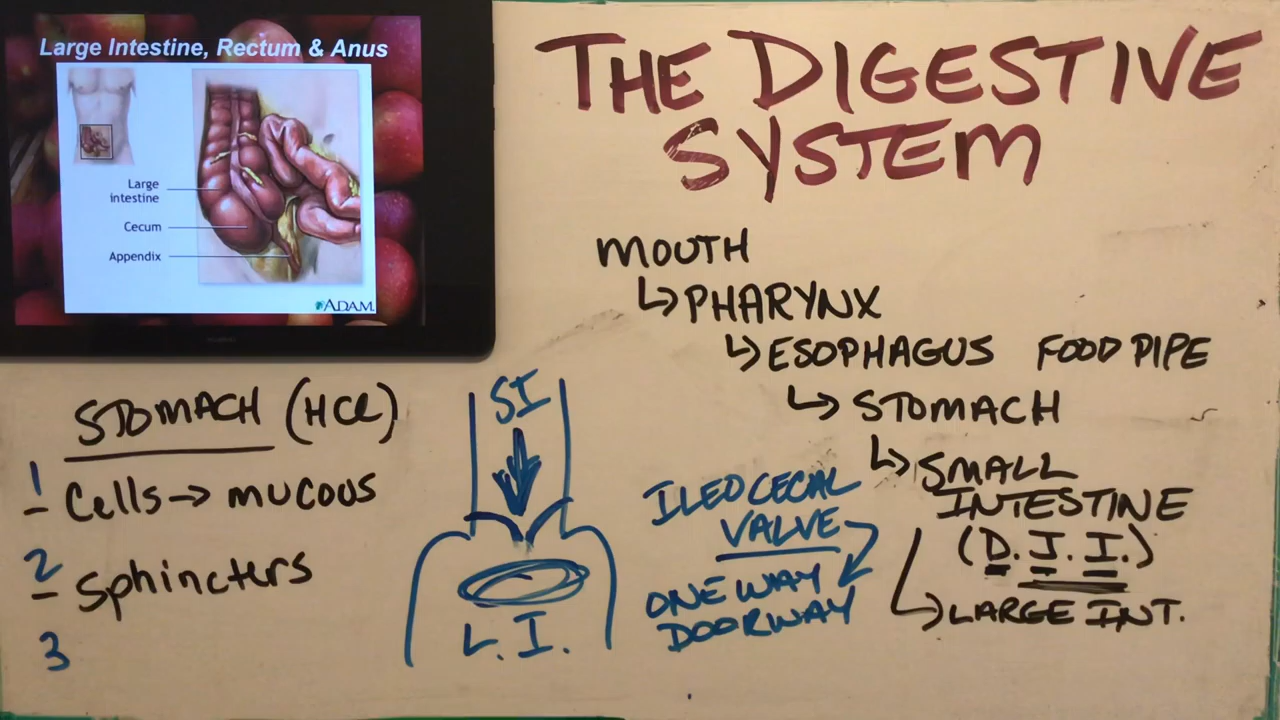 Large Intestine, Rectum & Anus
Large
intestine
Cecum
Appendix
ADAM.
THE DIGESTIVE
SYSTEM
MOUTH
↳PHARYNX
↳ESOPHAGUS FOOD PIPE
↳STOMACH
↳SMALL
INTESTINE
(D. J. I.)
↳LARGE INT.
STOMACH (HCl)
1 - Cells→ mucous
2 - Sphincters
3
SI
L. I.
ILEOCECAL
VALVE
ONE WAY
DOORWAY